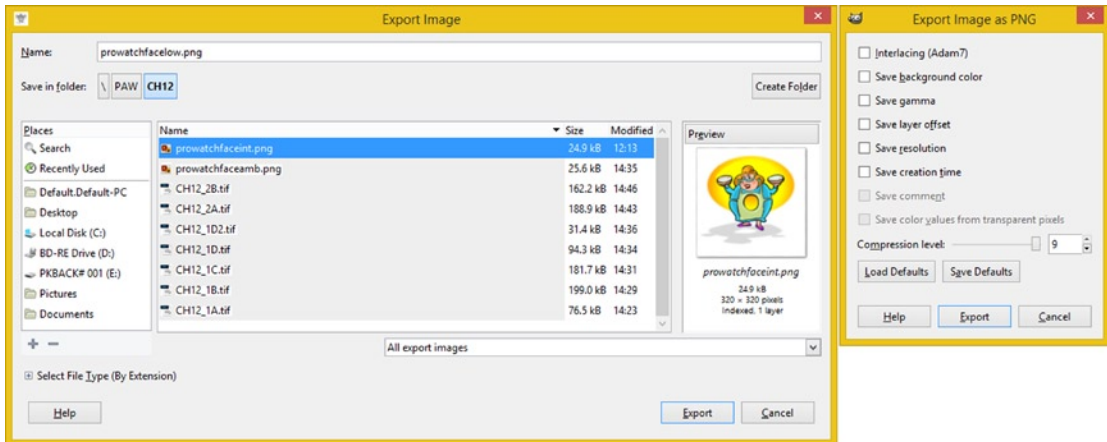 Export Image
Name: prowatchfacelow.png
Save in folder: \ PAW CH12 Create Folder
Places
Search
Recently Used
Default.Default-PC
Desktop
Local Disk (C:)
BD-RE Drive (D:)
PKBACK# 001 (E:)
Pictures
Documents
Name Size Modified
prowatchfaceint.png 24.9 kB 12:13
prowatchfaceamb.png 25.6 kB 14:35
CH12_2B.tif 162.2 kB 14:46
CH12_2A.tif 188.9 kB 14:43
CH12_1D2.tif 31.4 kB 14:36
CH12_1D.tif 94.3 kB 14:34
CH12_1C.tif 181.7 kB 14:31
CH12_1B.tif 199.0 kB 14:29
CH12_1A.tif 76.5 kB 14:23
Preview
prowatchfaceint.png
24.9 kB
320 × 320 pixels
Indexed, 1 layer
All export images
Select File Type (By Extension)
Help Export Cancel
Export Image as PNG
Interlacing (Adam7)
Save background color
Save gamma
Save layer offset
Save resolution
Save creation time
Save comment
Save color values from transparent pixels
Compression level: 9
Load Defaults Save Defaults
Help Export Cancel